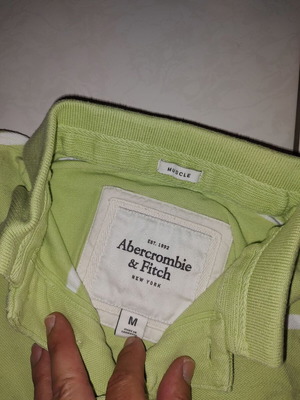 MUSCLE
EST. 1892
Abercrombie
& Fitch
NEW YORK
M